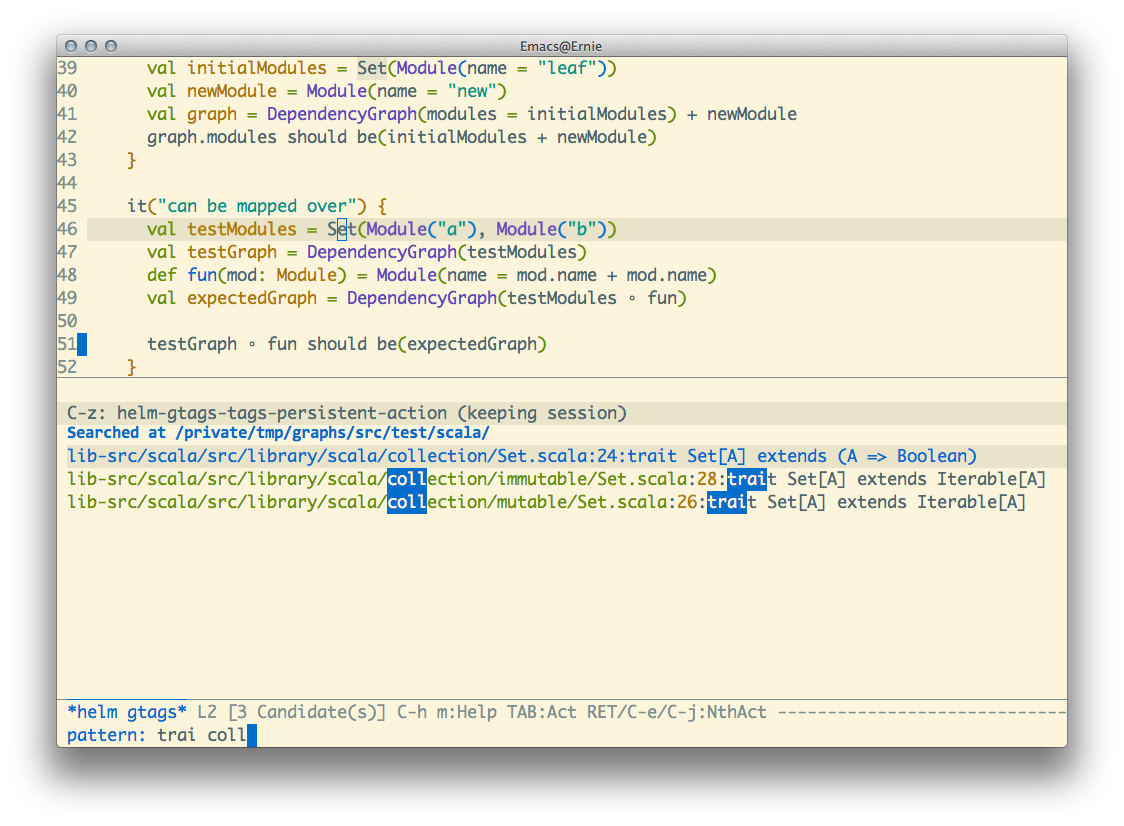 Emacs@Ernie
39 val initialModules = Set(Module(name = "leaf"))
40 val newModule = Module(name = "new")
41 val graph = DependencyGraph(modules = initialModules) + newModule
42 graph.modules should be(initialModules + newModule)
43 }
44
45 it("can be mapped over") {
46 val testModules = Set(Module("a"), Module("b"))
47 val testGraph = DependencyGraph(testModules)
48 def fun(mod: Module) = Module(name = mod.name + mod.name)
49 val expectedGraph = DependencyGraph(testModules ∘ fun)
50
51 testGraph ∘ fun should be(expectedGraph)
52 }
C-z: helm-gtags-tags-persistent-action (keeping session)
Searched at /private/tmp/graphs/src/test/scala/
lib-src/scala/src/library/scala/collection/Set.scala:24:trait Set[A] extends (A => Boolean)
lib-src/scala/src/library/scala/collection/immutable/Set.scala:28:trait Set[A] extends Iterable[A]
lib-src/scala/src/library/scala/collection/mutable/Set.scala:26:trait Set[A] extends Iterable[A]
*helm gtags* L2 [3 Candidate(s)] C-h m:Help TAB:Act RET/C-e/C-j:NthAct -----------------------------
pattern: trai coll